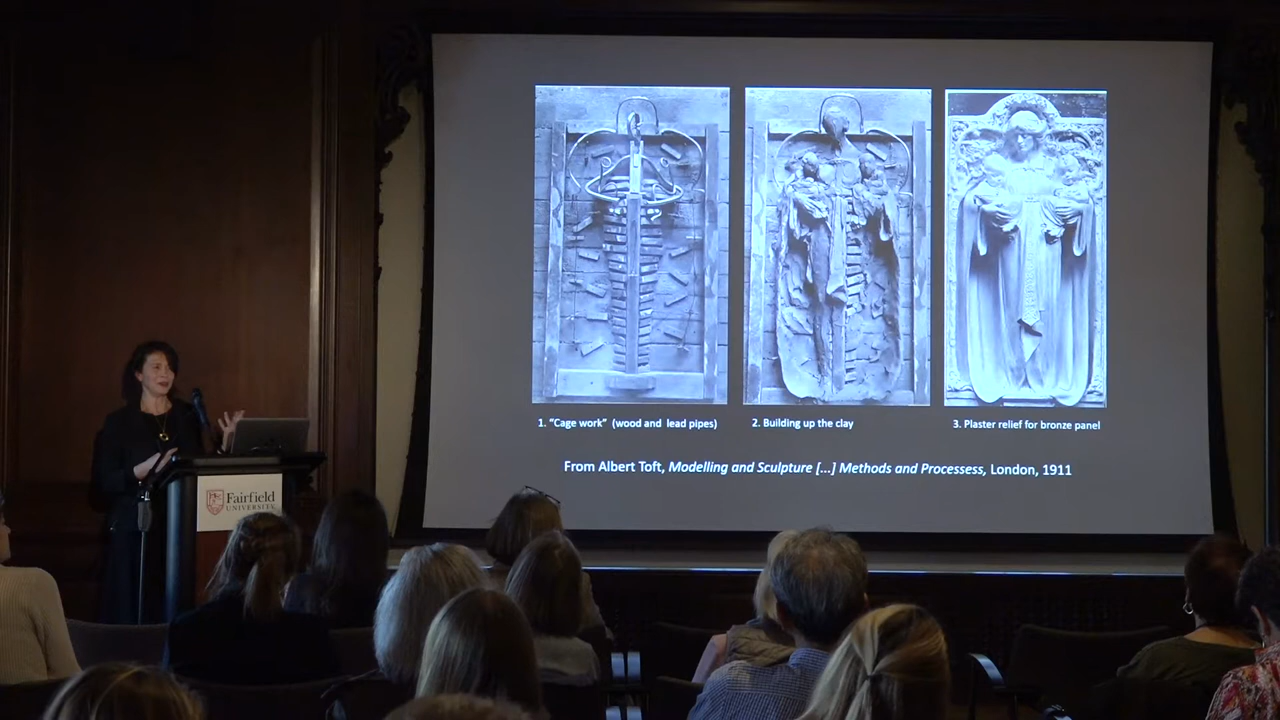 1. “Cage work” (wood and lead pipes)
2. Building up the clay
3. Plaster relief for bronze panel
From Albert Toft, Modelling and Sculpture [...] Methods and Processess, London, 1911
Fairfield
UNIVERSITY